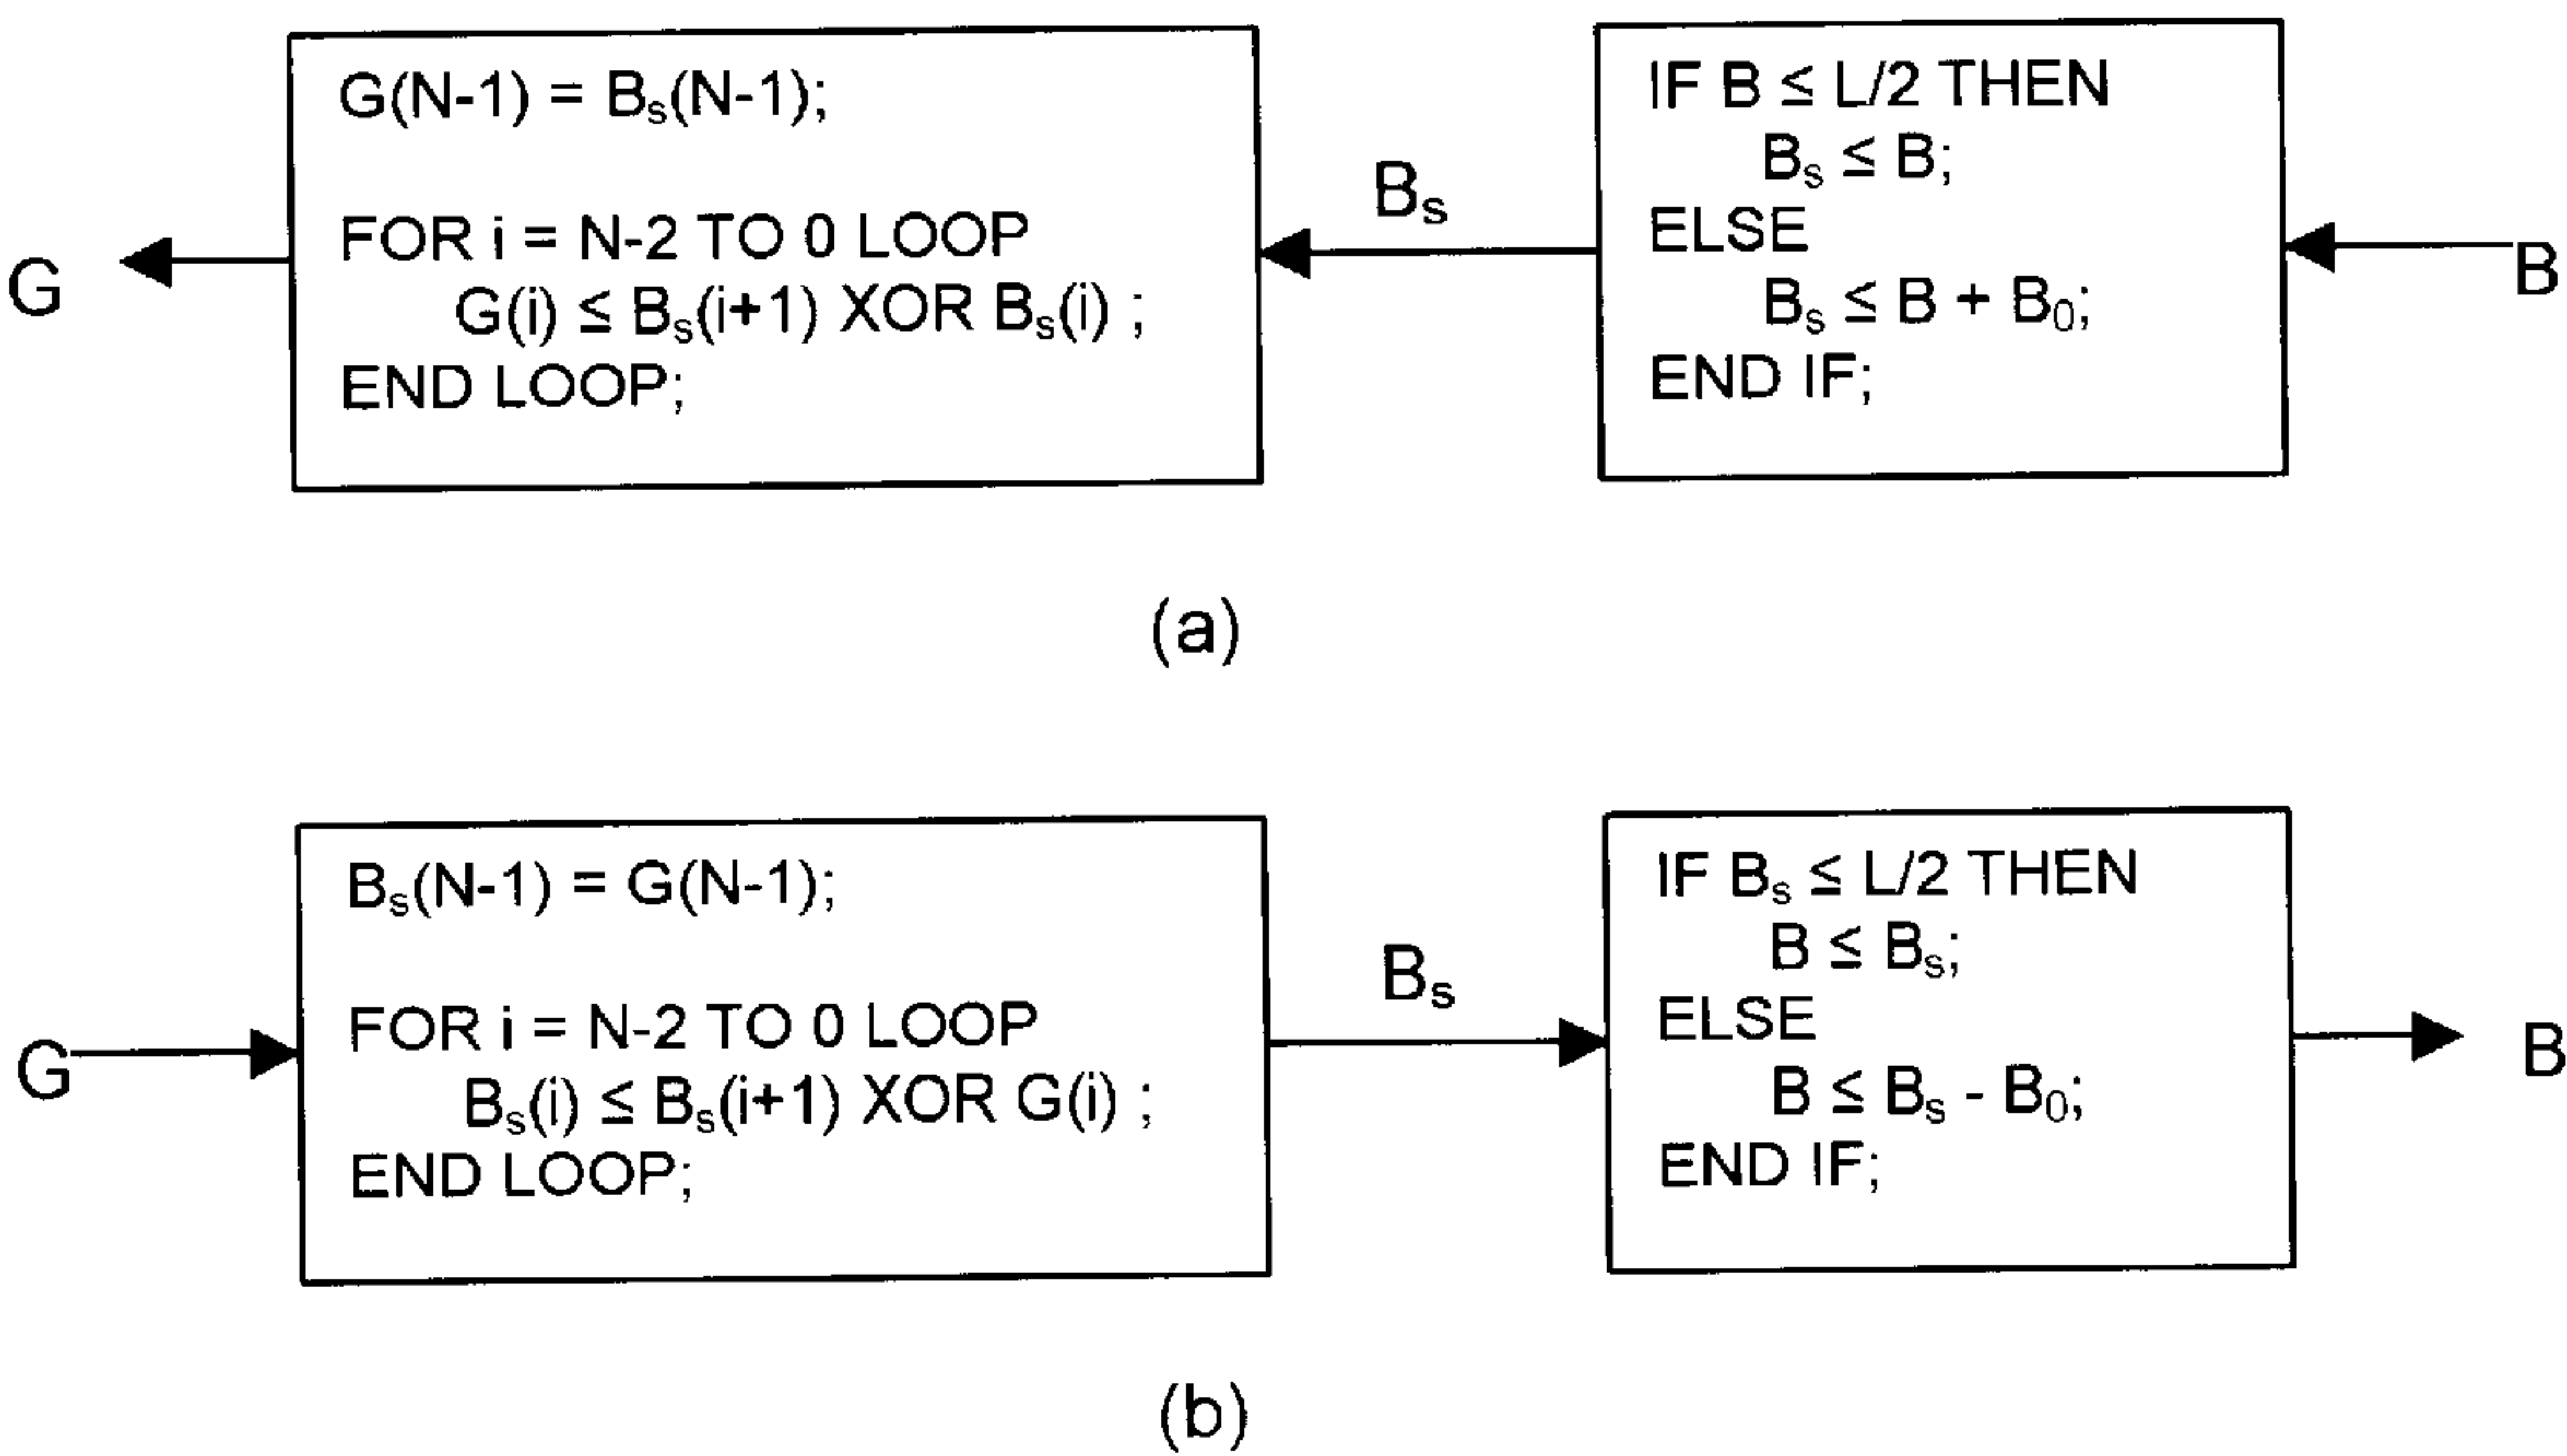 G(N-1) = Bₛ(N-1);
FOR i = N-2 TO 0 LOOP
G(i) ≤ Bₛ(i+1) XOR Bₛ(i) ;
END LOOP;
G
Bₛ
IF B ≤ L/2 THEN
Bₛ ≤ B;
ELSE
Bₛ ≤ B + B₀;
END IF;
B
(a)
G
Bₛ(N-1) = G(N-1);
FOR i = N-2 TO 0 LOOP
Bₛ(i) ≤ Bₛ(i+1) XOR G(i) ;
END LOOP;
Bₛ
IF Bₛ ≤ L/2 THEN
B ≤ Bₛ;
ELSE
B ≤ Bₛ - B₀;
END IF;
B
(b)